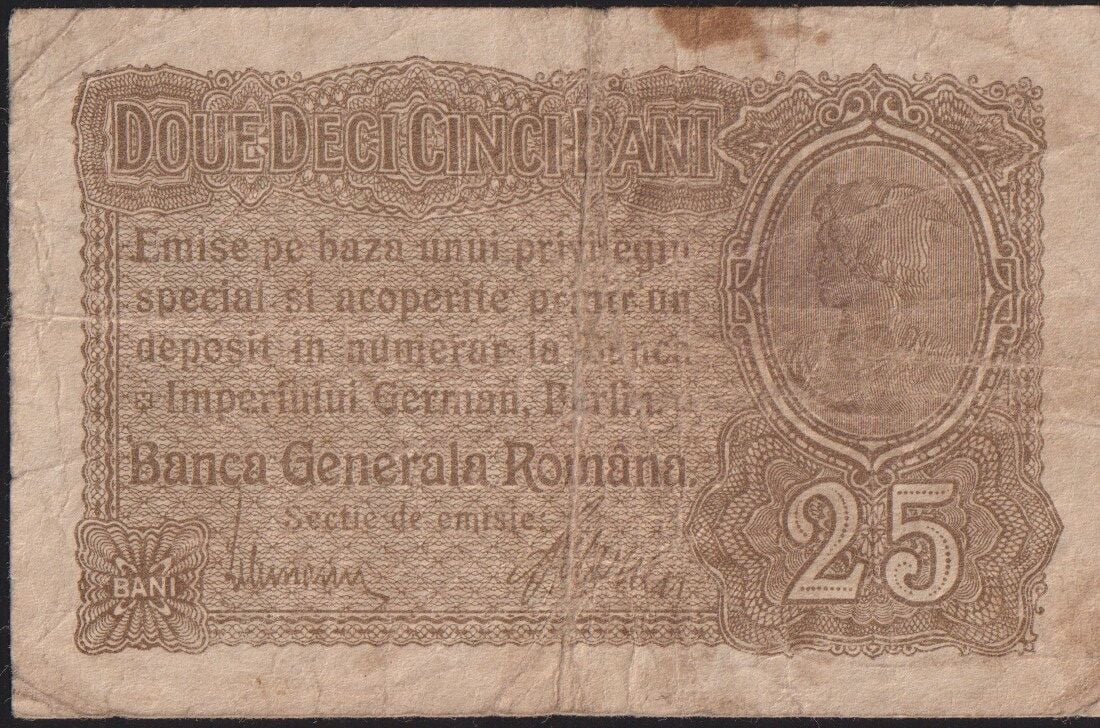 DOUE DECI CINCI BANI
Emise pe baza unui privilegiu
special si acoperite printr'un
deposit in numerar la Banca
a Imperiului German, Berlin.
Banca Generala Româna.
Sectie de emisie:
BANI
25